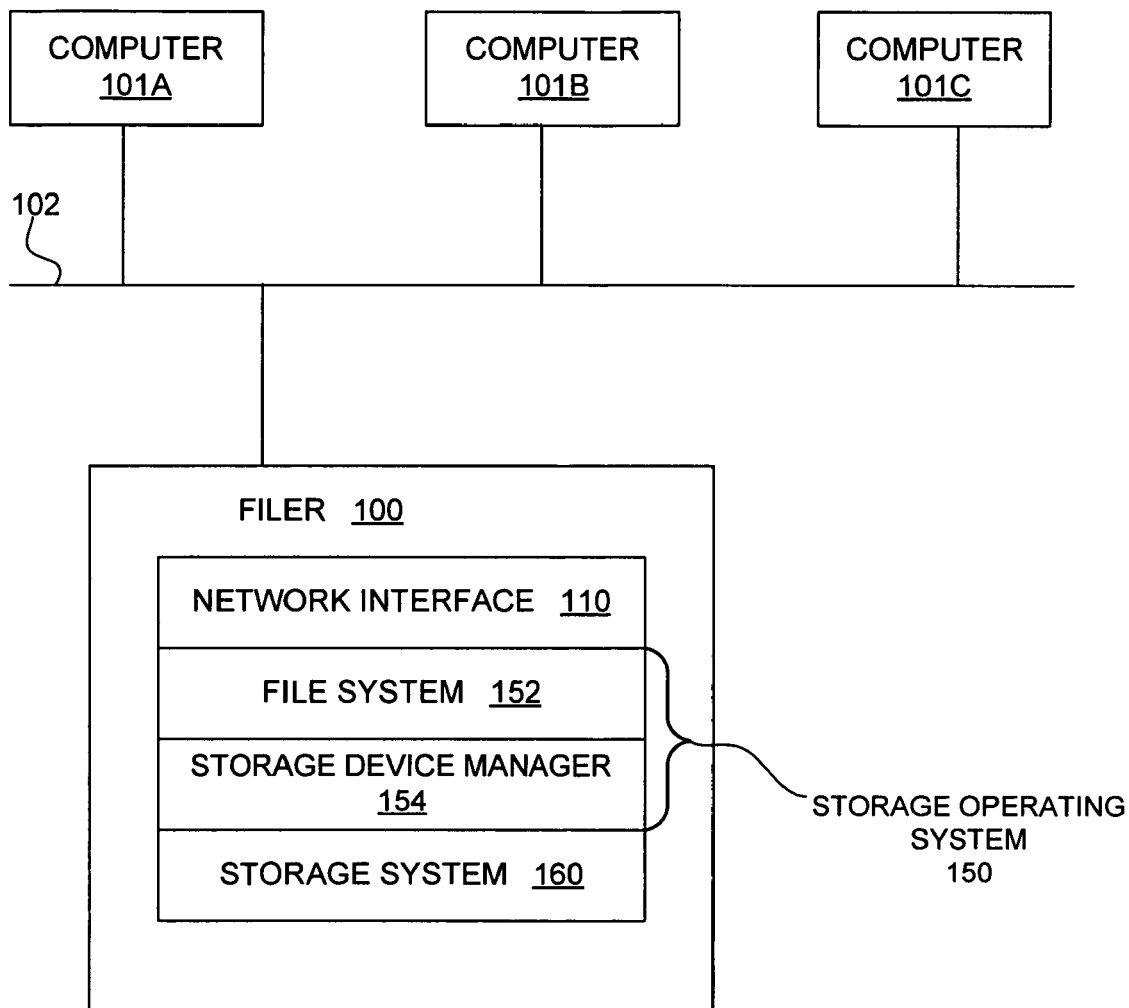 COMPUTER
101A
COMPUTER
101B
COMPUTER
101C
102
FILER 100
NETWORK INTERFACE 110
FILE SYSTEM 152
STORAGE DEVICE MANAGER
154
STORAGE SYSTEM 160
STORAGE OPERATING
SYSTEM
150